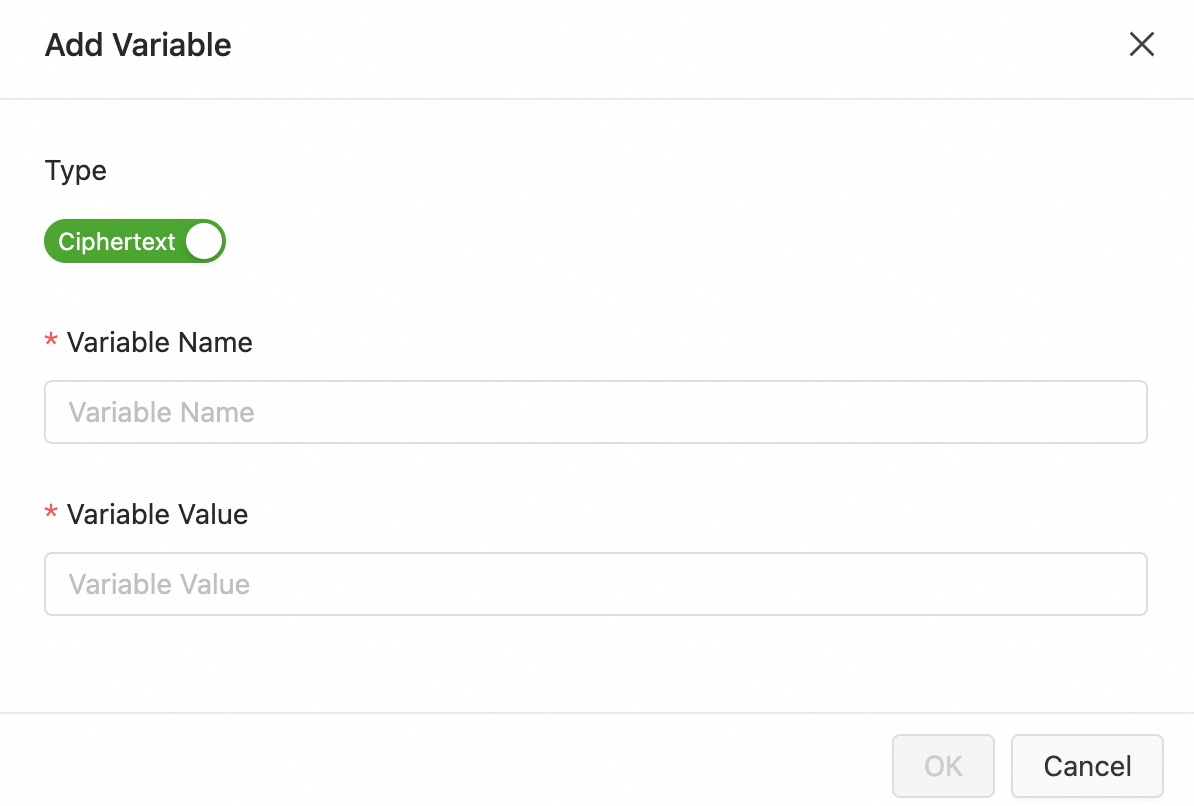 Add Variable
Type
Ciphertext
* Variable Name
Variable Name
* Variable Value
Variable Value
OK
Cancel